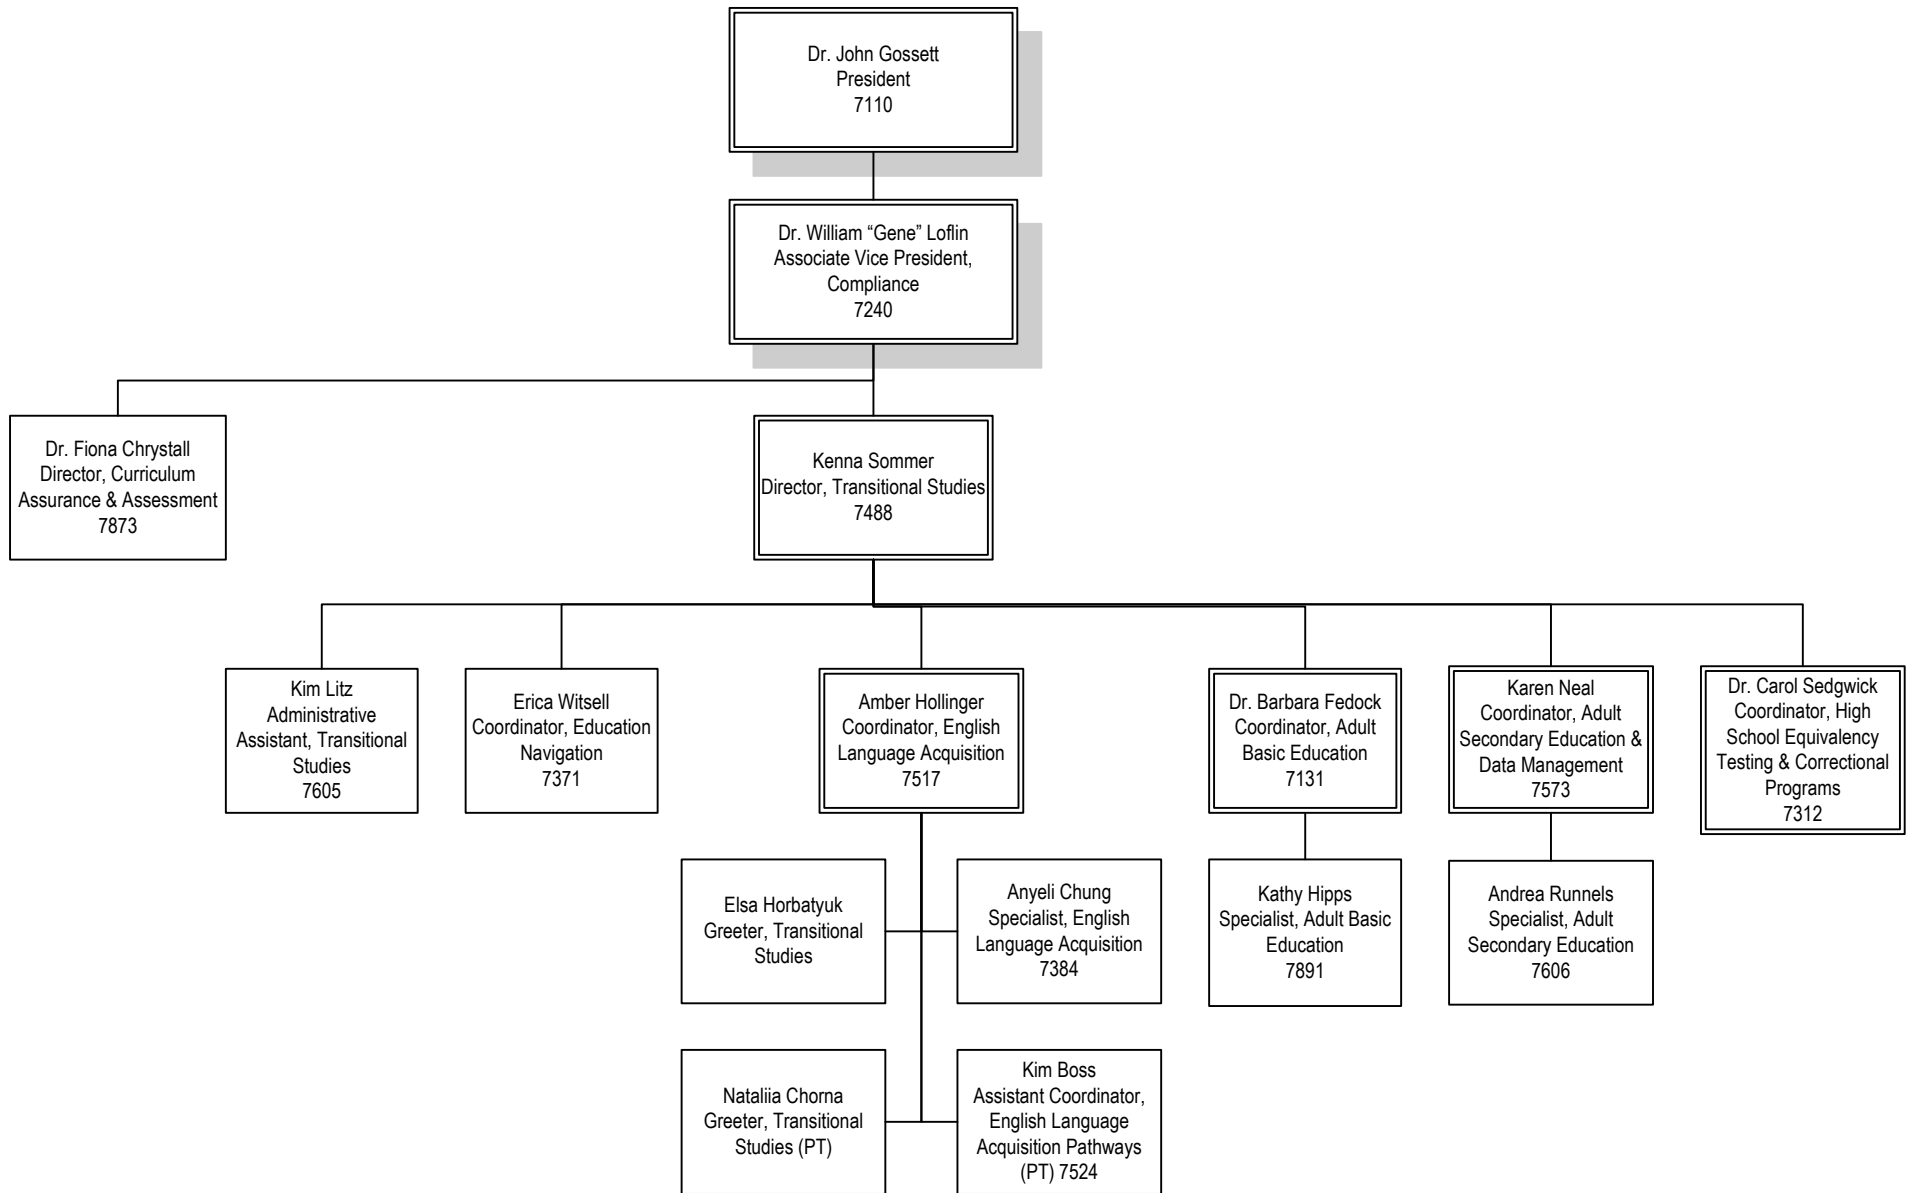 Dr. John Gossett
President
7110
Dr. William “Gene” Loflin
Associate Vice President,
Compliance
7240
Dr. Fiona Chrystall
Director, Curriculum
Assurance & Assessment
7873
Kenna Sommer
Director, Transitional Studies
7488
Kim Litz
Administrative
Assistant, Transitional
Studies
7605
Erica Witsell
Coordinator, Education
Navigation
7371
Amber Hollinger
Coordinator, English
Language Acquisition
7517
Dr. Barbara Fedock
Coordinator, Adult
Basic Education
7131
Karen Neal
Coordinator, Adult
Secondary Education &
Data Management
7573
Dr. Carol Sedgwick
Coordinator, High
School Equivalency
Testing & Correctional
Programs
7312
Elsa Horbatyuk
Greeter, Transitional
Studies
Anyeli Chung
Specialist, English
Language Acquisition
7384
Kathy Hipps
Specialist, Adult Basic
Education
7891
Andrea Runnels
Specialist, Adult
Secondary Education
7606
Nataliia Chorna
Greeter, Transitional
Studies (PT)
Kim Boss
Assistant Coordinator,
English Language
Acquisition Pathways
(PT) 7524